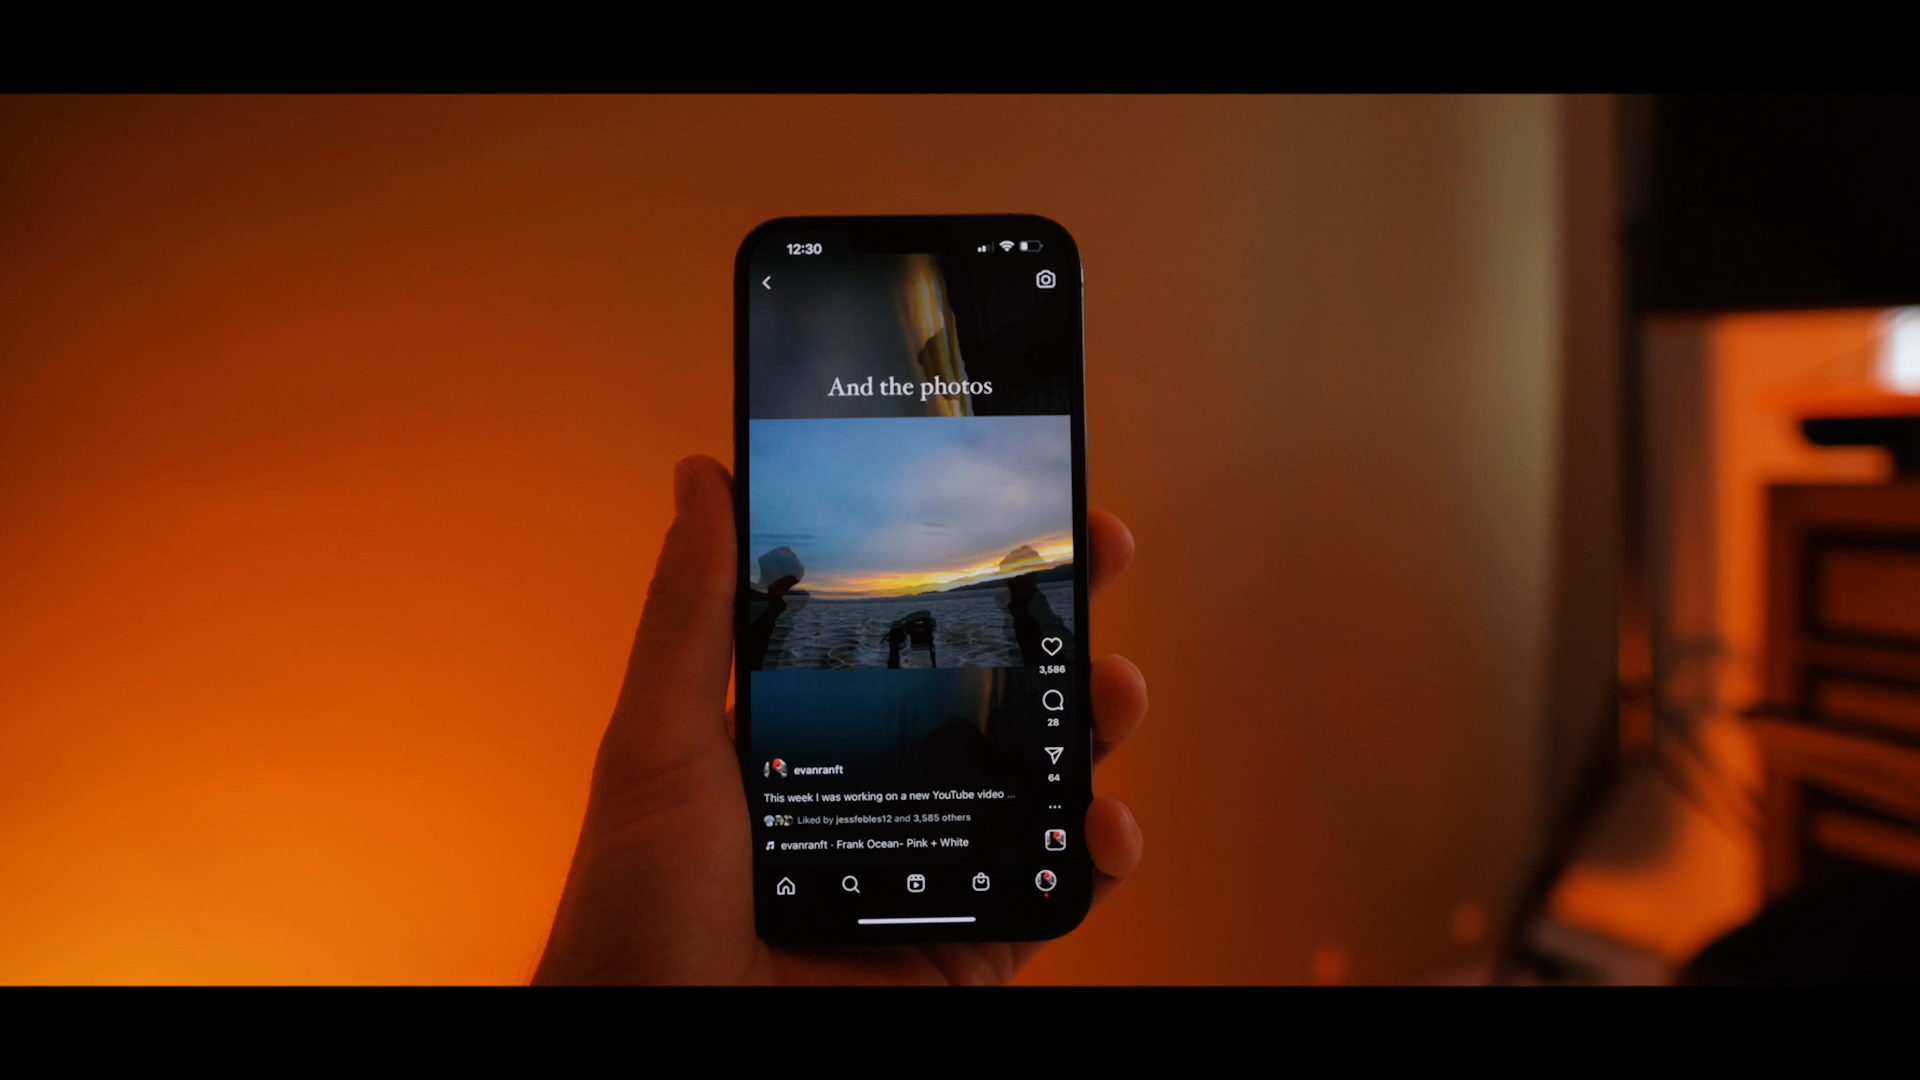 12:30
And the photos
3,586
28
64
evanranft
This week I was working on a new YouTube video ...
Liked by jessfebles12 and 3,585 others
evanranft · Frank Ocean- Pink + White